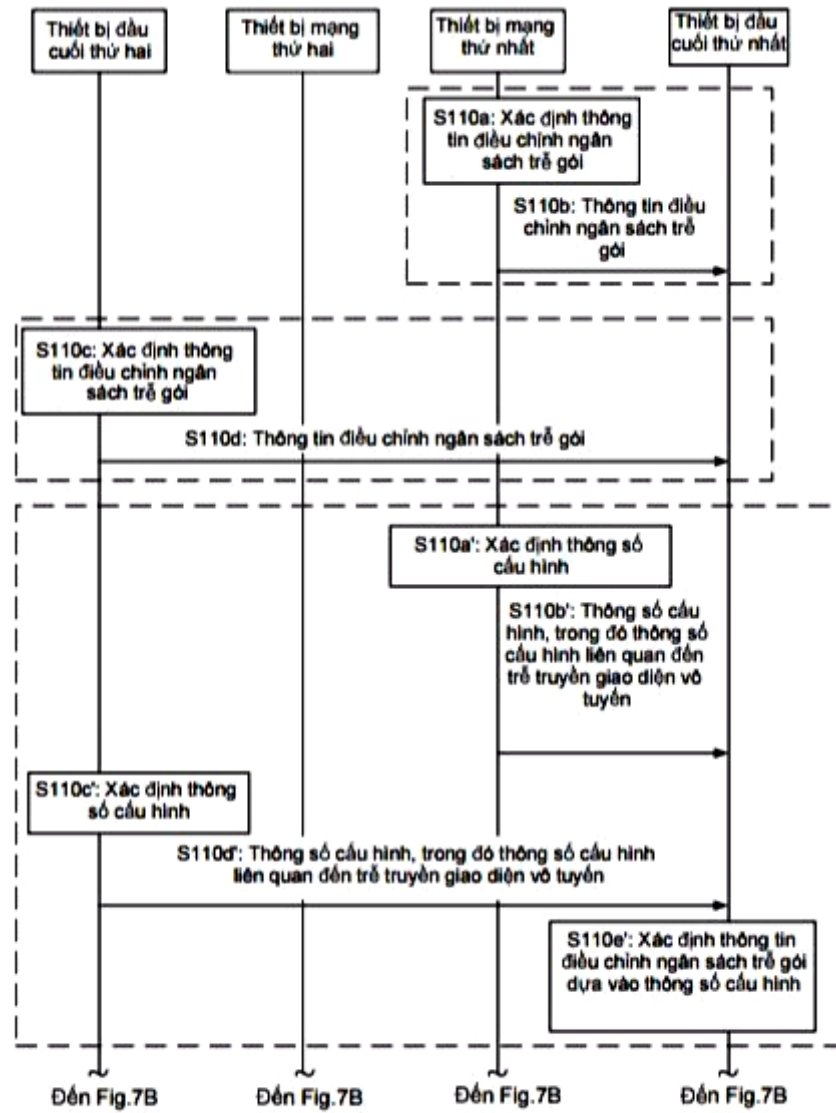 Thiết bị đầu
cuối thứ hai
Thiết bị mạng
thứ hai
Thiết bị mạng
thứ nhất
Thiết bị đầu
cuối thứ nhất
S110a: Xác định thông
tin điều chỉnh ngân
sách trễ gói
S110b: Thông tin điều
chỉnh ngân sách trễ
gói
S110c: Xác định thông
tin điều chỉnh ngân
sách trễ gói
S110d: Thông tin điều chỉnh ngân sách trễ gói
S110a': Xác định thông số
cấu hình
S110b': Thông số cấu
hình, trong đó thông số
cấu hình liên quan đến
trễ truyền giao diện vô
tuyến
S110c': Xác định thông
số cấu hình
S110d': Thông số cấu hình, trong đó thông số cấu hình
liên quan đến trễ truyền giao diện vô tuyến
S110e': Xác định thông tin
điều chỉnh ngân sách trễ gói
dựa vào thông số cấu hình
Đến Fig.7B
Đến Fig.7B
Đến Fig.7B
Đến Fig.7B